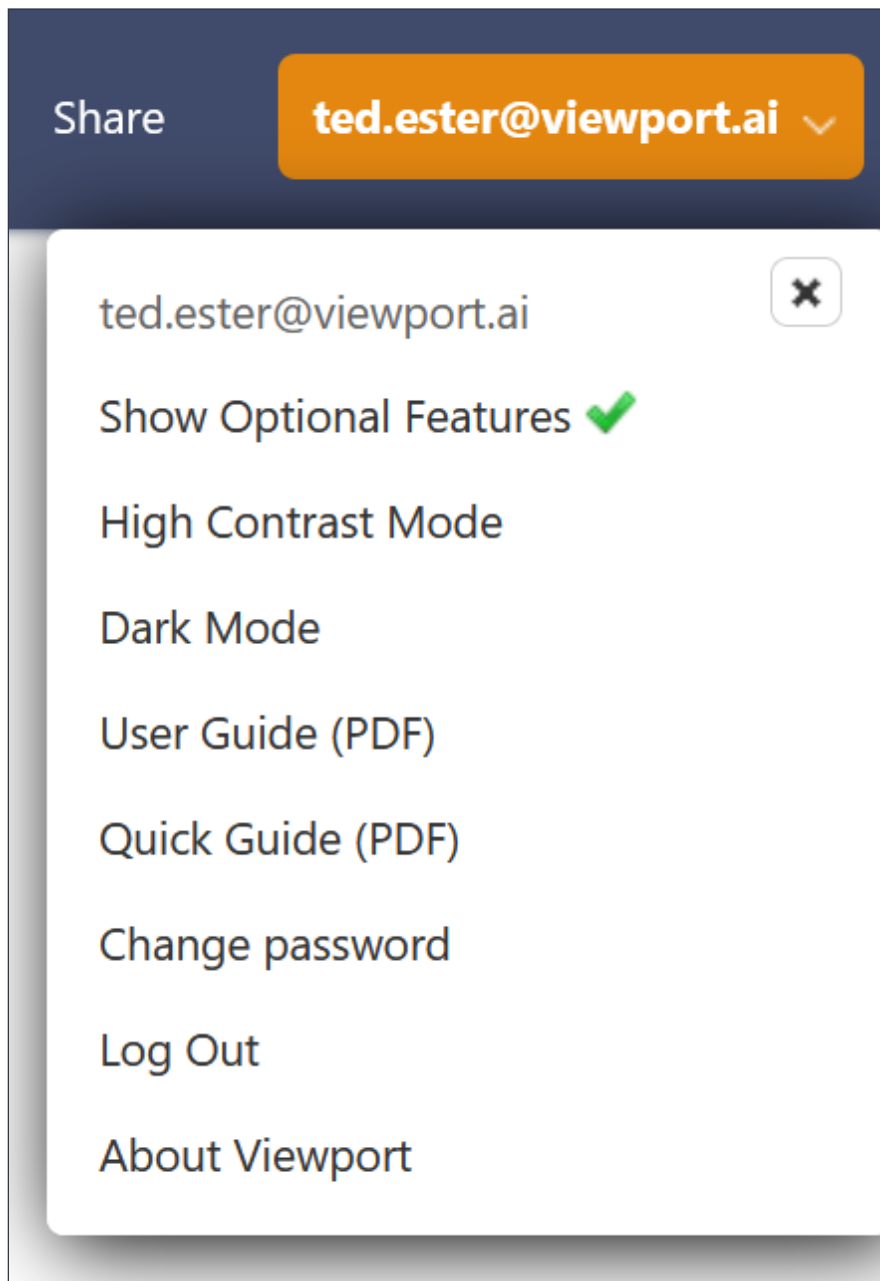 Share
ted.ester@viewport.ai
ted.ester@viewport.ai
Show Optional Features
High Contrast Mode
Dark Mode
User Guide (PDF)
Quick Guide (PDF)
Change password
Log Out
About Viewport